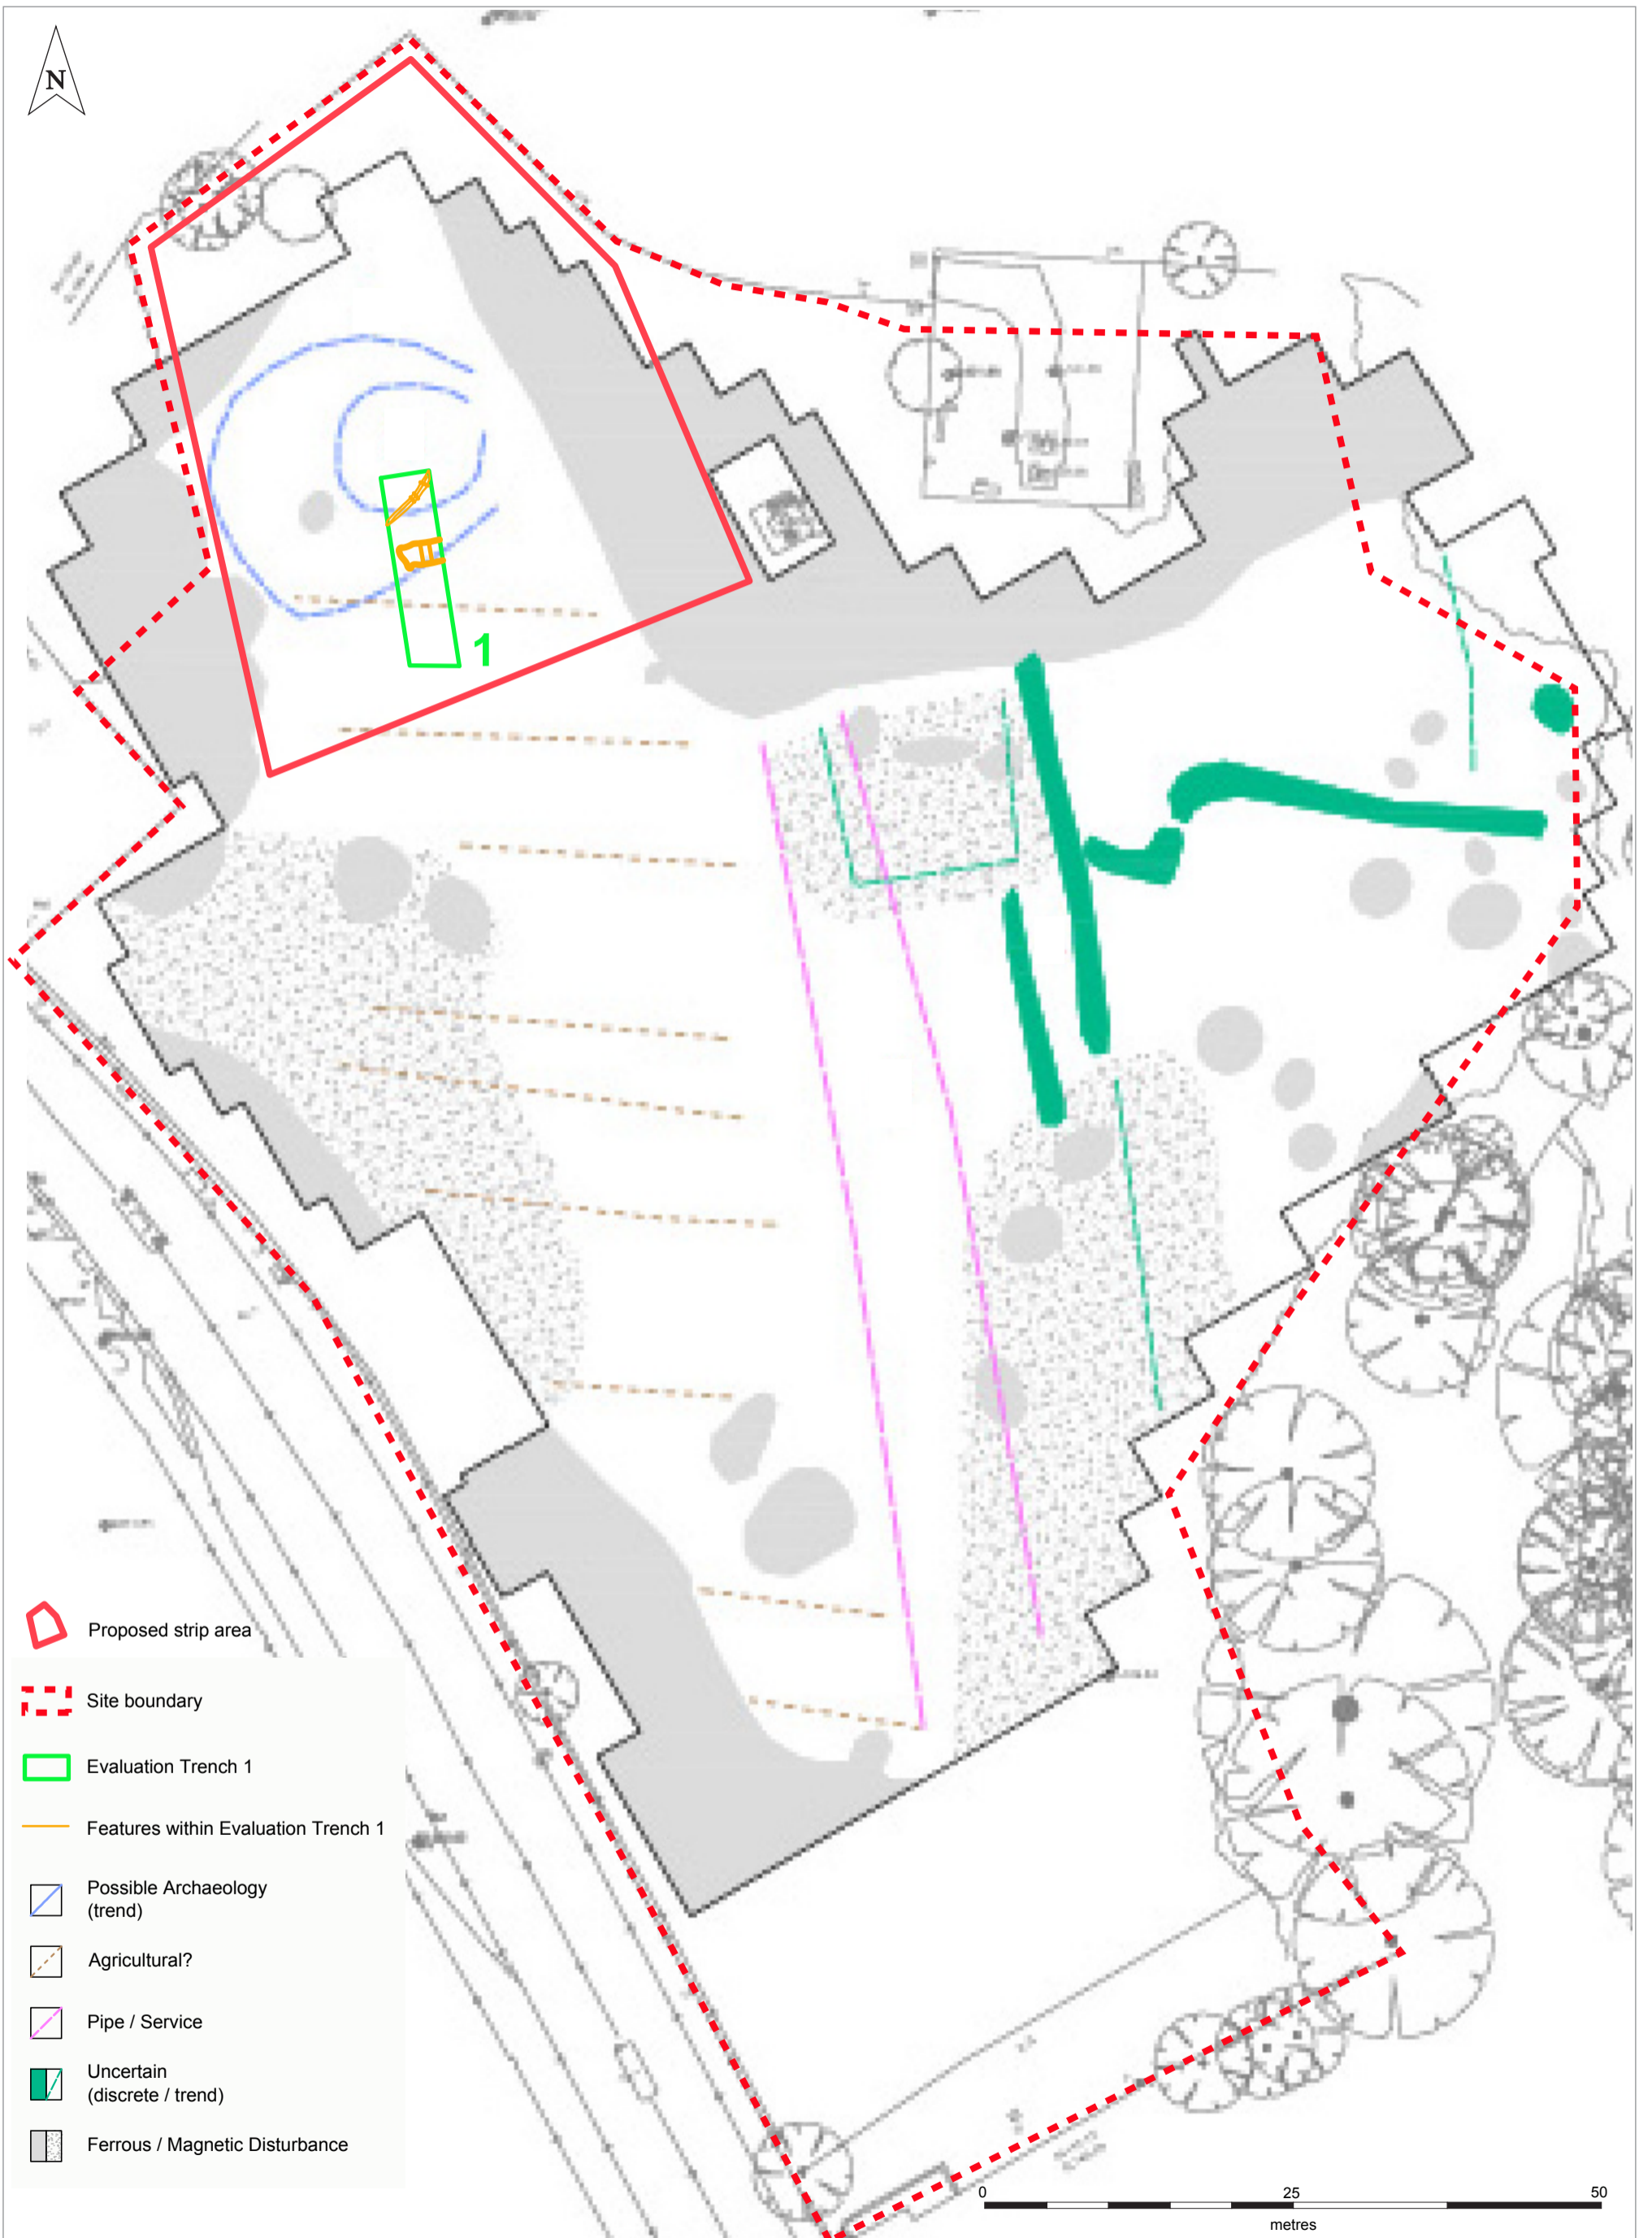 N
1
Proposed strip area
Site boundary
Evaluation Trench 1
Features within Evaluation Trench 1
Possible Archaeology
(trend)
Agricultural?
Pipe / Service
Uncertain
(discrete / trend)
Ferrous / Magnetic Disturbance
0 25 50
metres